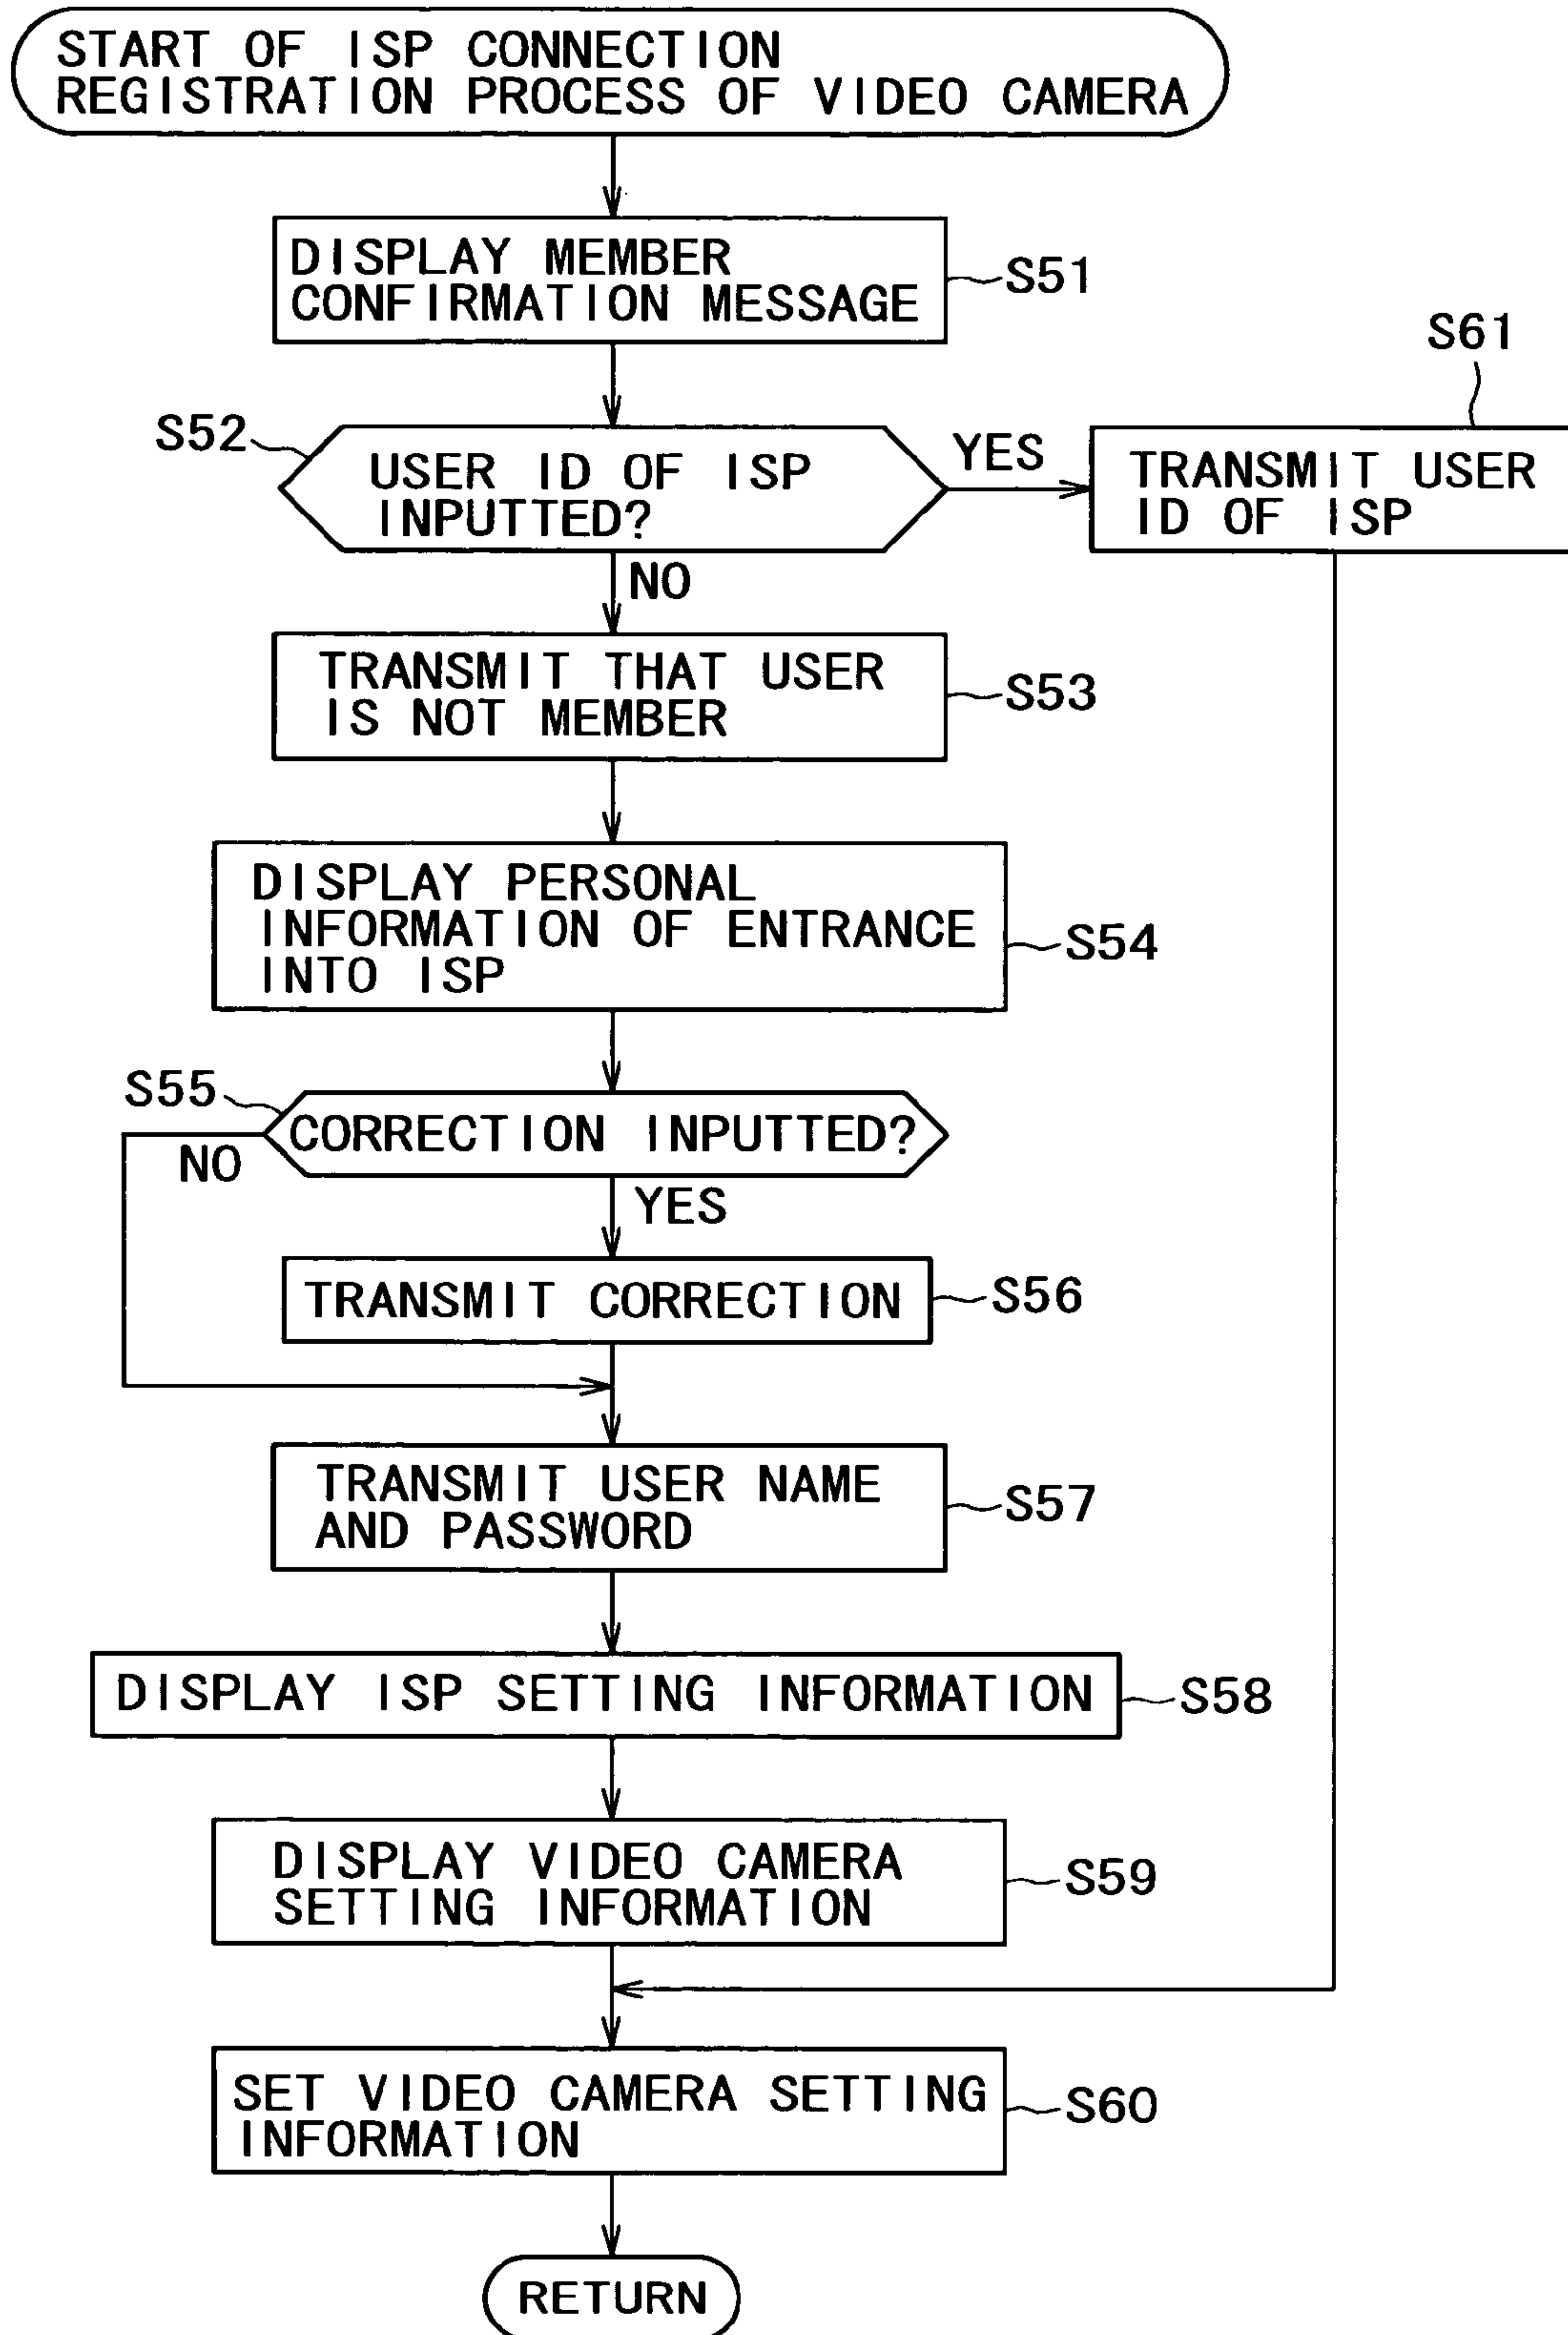 START OF ISP CONNECTION
REGISTRATION PROCESS OF VIDEO CAMERA
DISPLAY MEMBER
CONFIRMATION MESSAGE
S51
S61
S52
USER ID OF ISP
INPUTTED?
YES
TRANSMIT USER
ID OF ISP
NO
TRANSMIT THAT USER
IS NOT MEMBER
S53
DISPLAY PERSONAL
INFORMATION OF ENTRANCE
INTO ISP
S54
S55
CORRECTION INPUTTED?
NO
YES
TRANSMIT CORRECTION
S56
TRANSMIT USER NAME
AND PASSWORD
S57
DISPLAY ISP SETTING INFORMATION
S58
DISPLAY VIDEO CAMERA
SETTING INFORMATION
S59
SET VIDEO CAMERA SETTING
INFORMATION
S60
RETURN